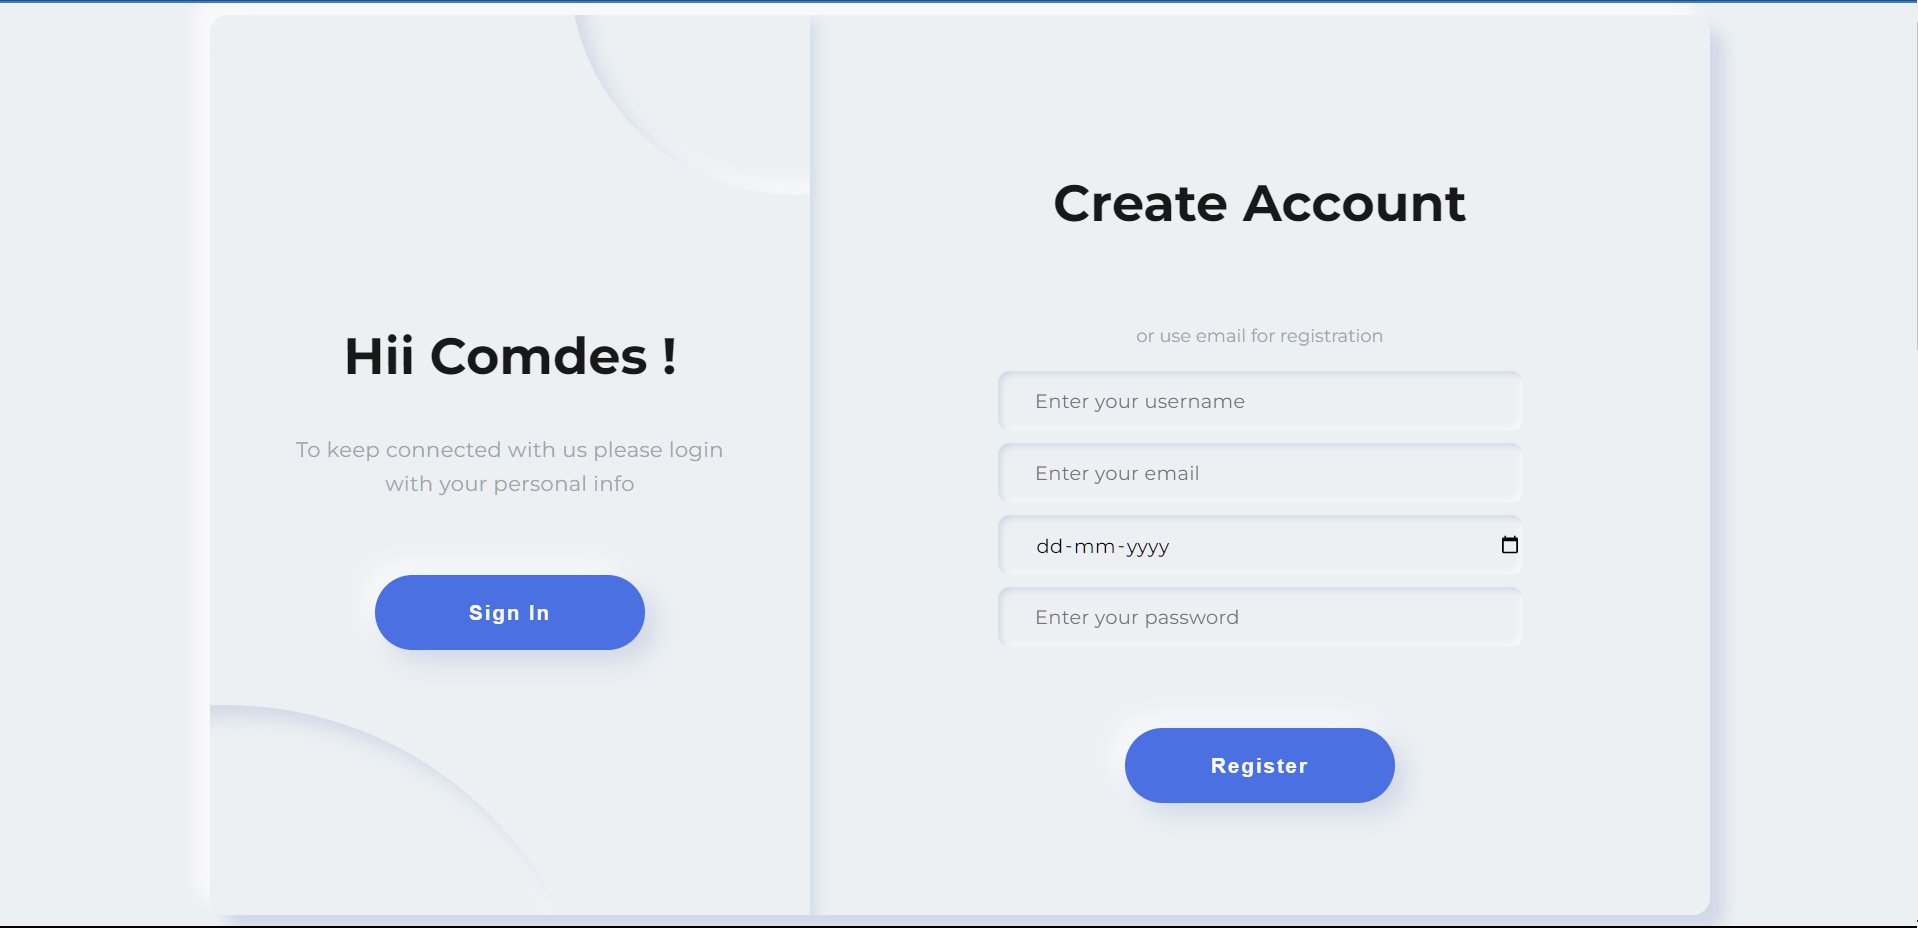 Hii Comdes !
To keep connected with us please login
with your personal info
Sign In
Create Account
or use email for registration
Enter your username
Enter your email
dd-mm-yyyy
Enter your password
Register